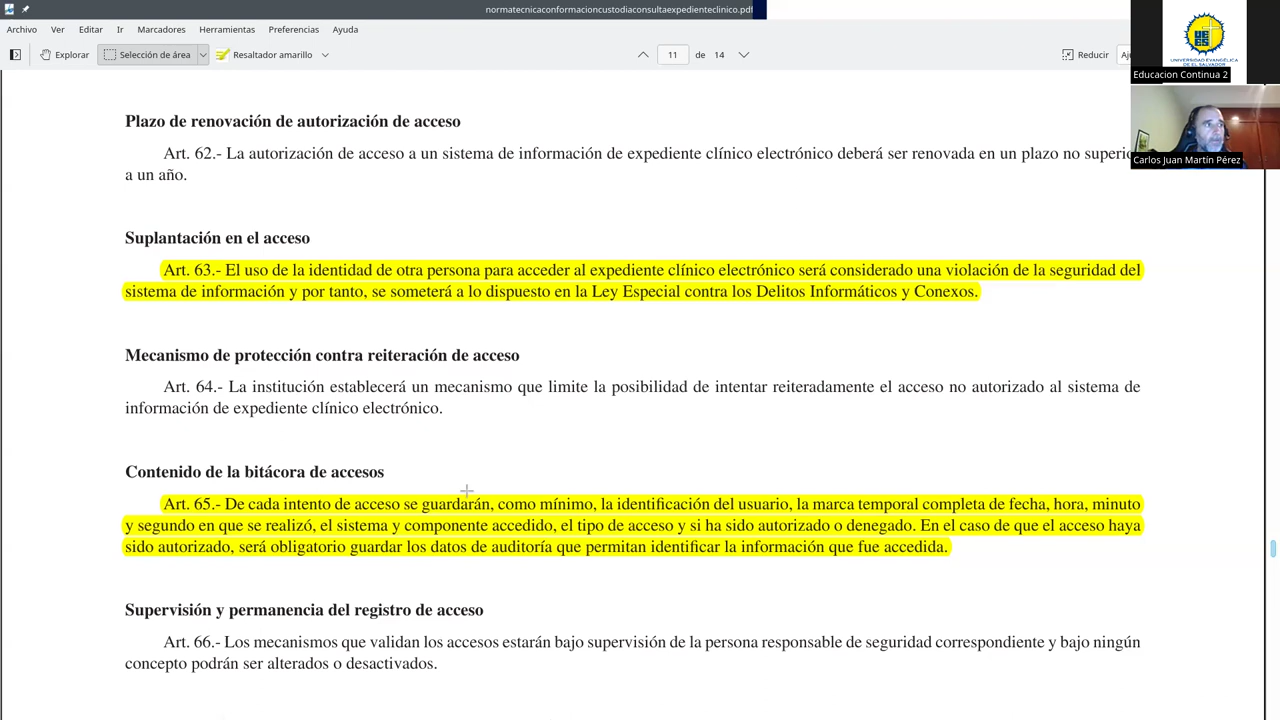 normatecnicaconformacioncustodiaconsultaexpedienteclinico.pdf
Archivo Ver Editar Ir Marcadores Herramientas Preferencias Ayuda
Explorar Selección de área Resaltador amarillo 11 de 14 Reducir
UEES
UNIVERSIDAD EVANGÉLICA
DE EL SALVADOR
Educacion Continua 2
Carlos Juan Martín Pérez
Plazo de renovación de autorización de acceso
Art. 62.- La autorización de acceso a un sistema de información de expediente clínico electrónico deberá ser renovada en un plazo no superio
a un año.
Suplantación en el acceso
Art. 63.- El uso de la identidad de otra persona para acceder al expediente clínico electrónico será considerado una violación de la seguridad del
sistema de información y por tanto, se someterá a lo dispuesto en la Ley Especial contra los Delitos Informáticos y Conexos.
Mecanismo de protección contra reiteración de acceso
Art. 64.- La institución establecerá un mecanismo que limite la posibilidad de intentar reiteradamente el acceso no autorizado al sistema de
información de expediente clínico electrónico.
Contenido de la bitácora de accesos
Art. 65.- De cada intento de acceso se guardarán, como mínimo, la identificación del usuario, la marca temporal completa de fecha, hora, minuto
y segundo en que se realizó, el sistema y componente accedido, el tipo de acceso y si ha sido autorizado o denegado. En el caso de que el acceso haya
sido autorizado, será obligatorio guardar los datos de auditoría que permitan identificar la información que fue accedida.
Supervisión y permanencia del registro de acceso
Art. 66.- Los mecanismos que validan los accesos estarán bajo supervisión de la persona responsable de seguridad correspondiente y bajo ningún
concepto podrán ser alterados o desactivados.